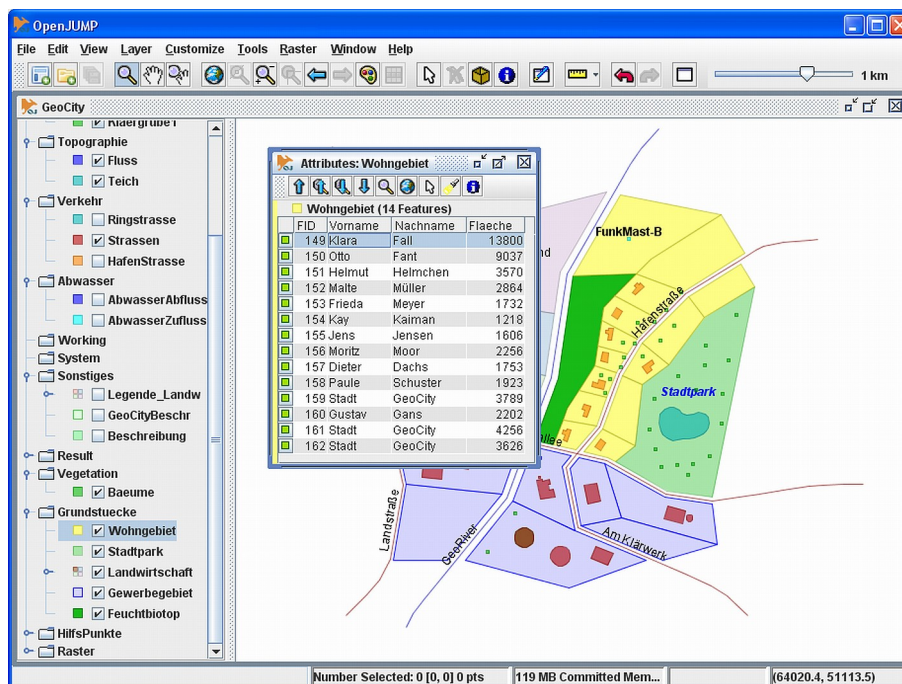 OpenJUMP
File Edit View Layer Customize Tools Raster Window Help
1 km
GeoCity
Klaergrube1
Topographie
Fluss
Teich
Verkehr
Ringstrasse
Strassen
HafenStrasse
Abwasser
AbwasserAbfluss
AbwasserZufluss
Working
System
Sonstiges
Legende_Landw
GeoCityBeschr
Beschreibung
Result
Vegetation
Baeume
Grundstuecke
Wohngebiet
Stadtpark
Landwirtschaft
Gewerbegebiet
Feuchtbiotop
HilfsPunkte
Raster
Attributes: Wohngebiet
Wohngebiet (14 Features)
FID Vorname Nachname Flaeche
149 Klara Fall 13800
150 Otto Fant 9037
151 Helmut Helmchen 3570
152 Malte Müller 2864
153 Frieda Meyer 1732
154 Kay Kaiman 1218
155 Jens Jensen 1606
156 Moritz Moor 2256
157 Dieter Dachs 1753
158 Paule Schuster 1923
159 Stadt GeoCity 3789
160 Gustav Gans 2202
161 Stadt GeoCity 4256
162 Stadt GeoCity 3626
nd
FunkMast-B
Hafenstraße
Stadtpark
llee
Landstraße
GeoRiver
Am Klärwerk
Number Selected: 0 [0, 0] 0 pts
119 MB Committed Mem...
(64020.4, 51113.5)